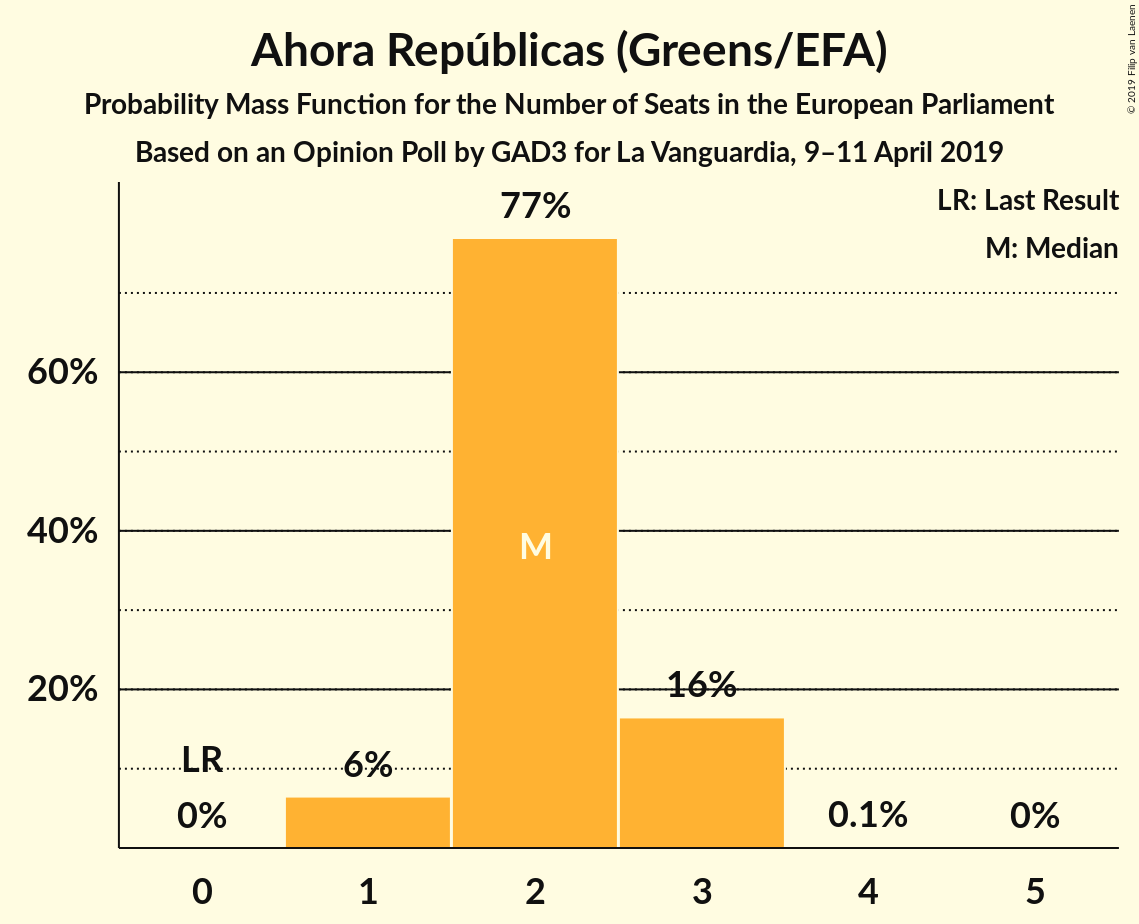 Ahora Repúblicas (Greens/EFA)
Probability Mass Function for the Number of Seats in the European Parliament
Based on an Opinion Poll by GAD3 for La Vanguardia, 9–11 April 2019
© 2019 Filip van Laenen
LR: Last Result
M: Median
77%
60%
40%
M
20%
16%
LR
6%
0%
0.1%
0%
0 1 2 3 4 5